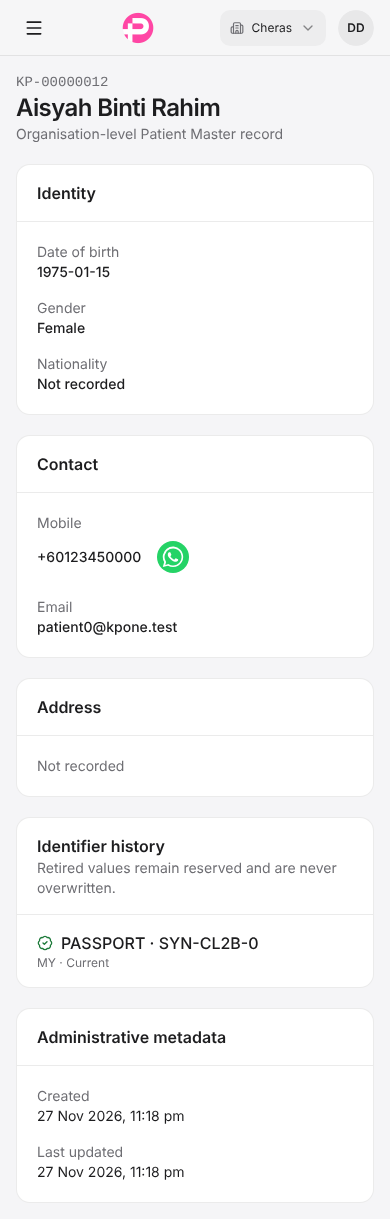 Cheras
DD
KP-00000012
Aisyah Binti Rahim
Organisation-level Patient Master record
Identity
Date of birth
1975-01-15
Gender
Female
Nationality
Not recorded
Contact
Mobile
+60123450000
Email
patient0@kpone.test
Address
Not recorded
Identifier history
Retired values remain reserved and are never
overwritten.
PASSPORT · SYN-CL2B-0
MY · Current
Administrative metadata
Created
27 Nov 2026, 11:18 pm
Last updated
27 Nov 2026, 11:18 pm